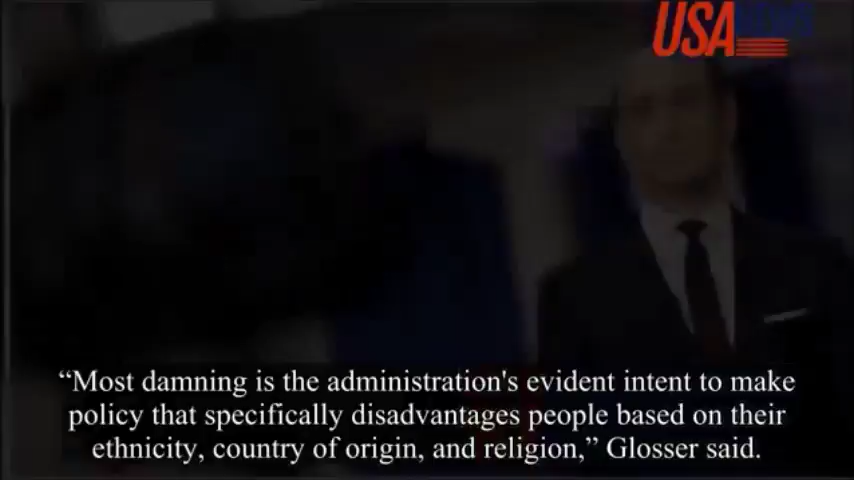 USA NEWS
“Most damning is the administration's evident intent to make
policy that specifically disadvantages people based on their
ethnicity, country of origin, and religion,” Glosser said.